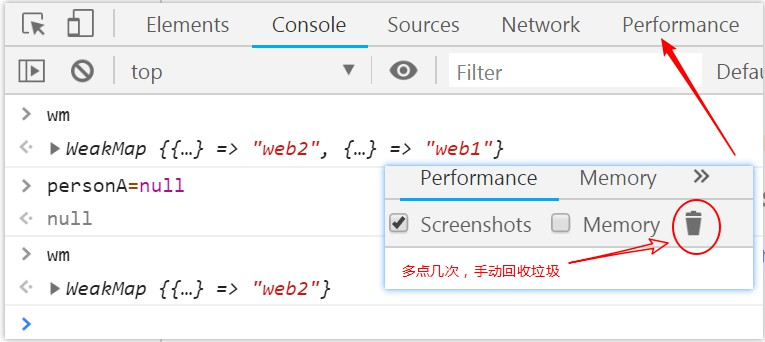 Elements Console Sources Network Performance
top Filter Defau
wm
WeakMap {{…} => "web2", {…} => "web1"}
personA=null
null
wm
WeakMap {{…} => "web2"}
Performance Memory
Screenshots Memory
多点几次，手动回收垃圾